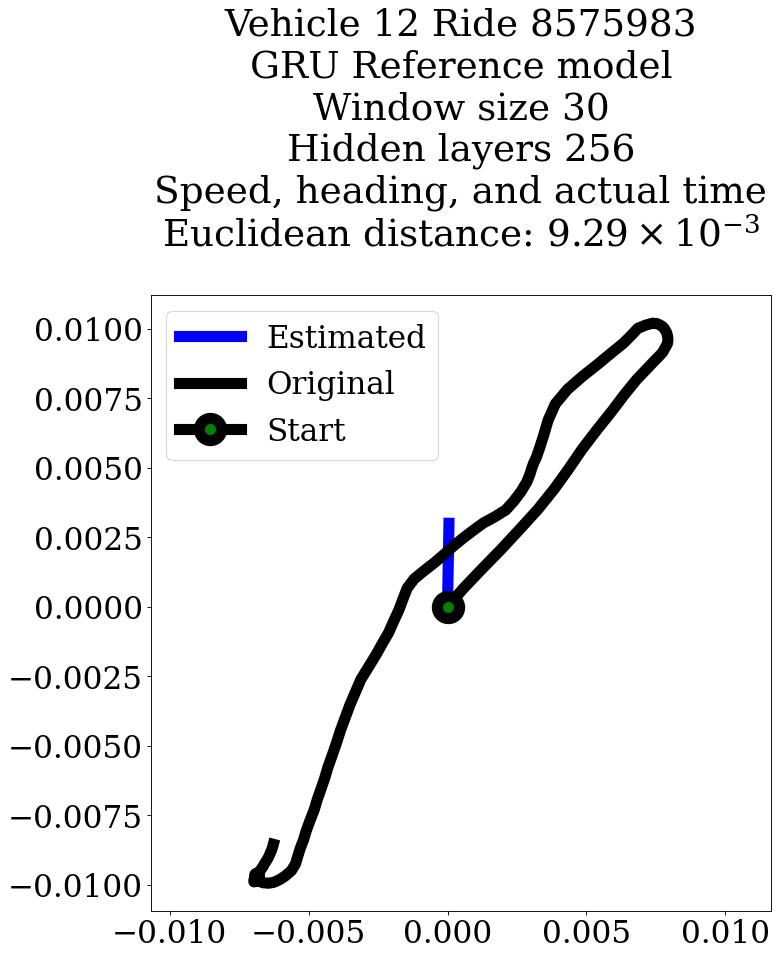 Vehicle 12 Ride 8575983
GRU Reference model
Window size 30
Hidden layers 256
Speed, heading, and actual time
Euclidean distance: 9.29 × 10⁻³
Estimated
Original
Start
0.0100
0.0075
0.0050
0.0025
0.0000
−0.0025
−0.0050
−0.0075
−0.0100
−0.010 −0.005 0.000 0.005 0.010